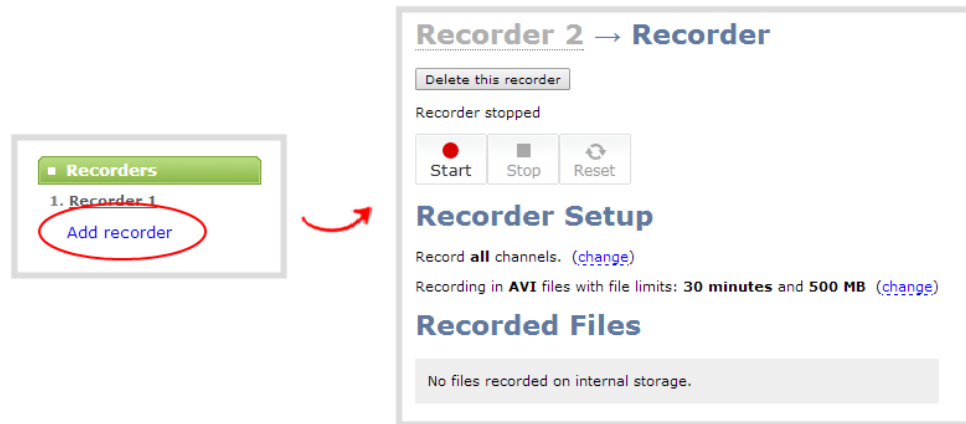 Recorders
1. Recorder 1
Add recorder
Recorder 2 → Recorder
Delete this recorder
Recorder stopped
Start Stop Reset
Recorder Setup
Record all channels. (change)
Recording in AVI files with file limits: 30 minutes and 500 MB (change)
Recorded Files
No files recorded on internal storage.